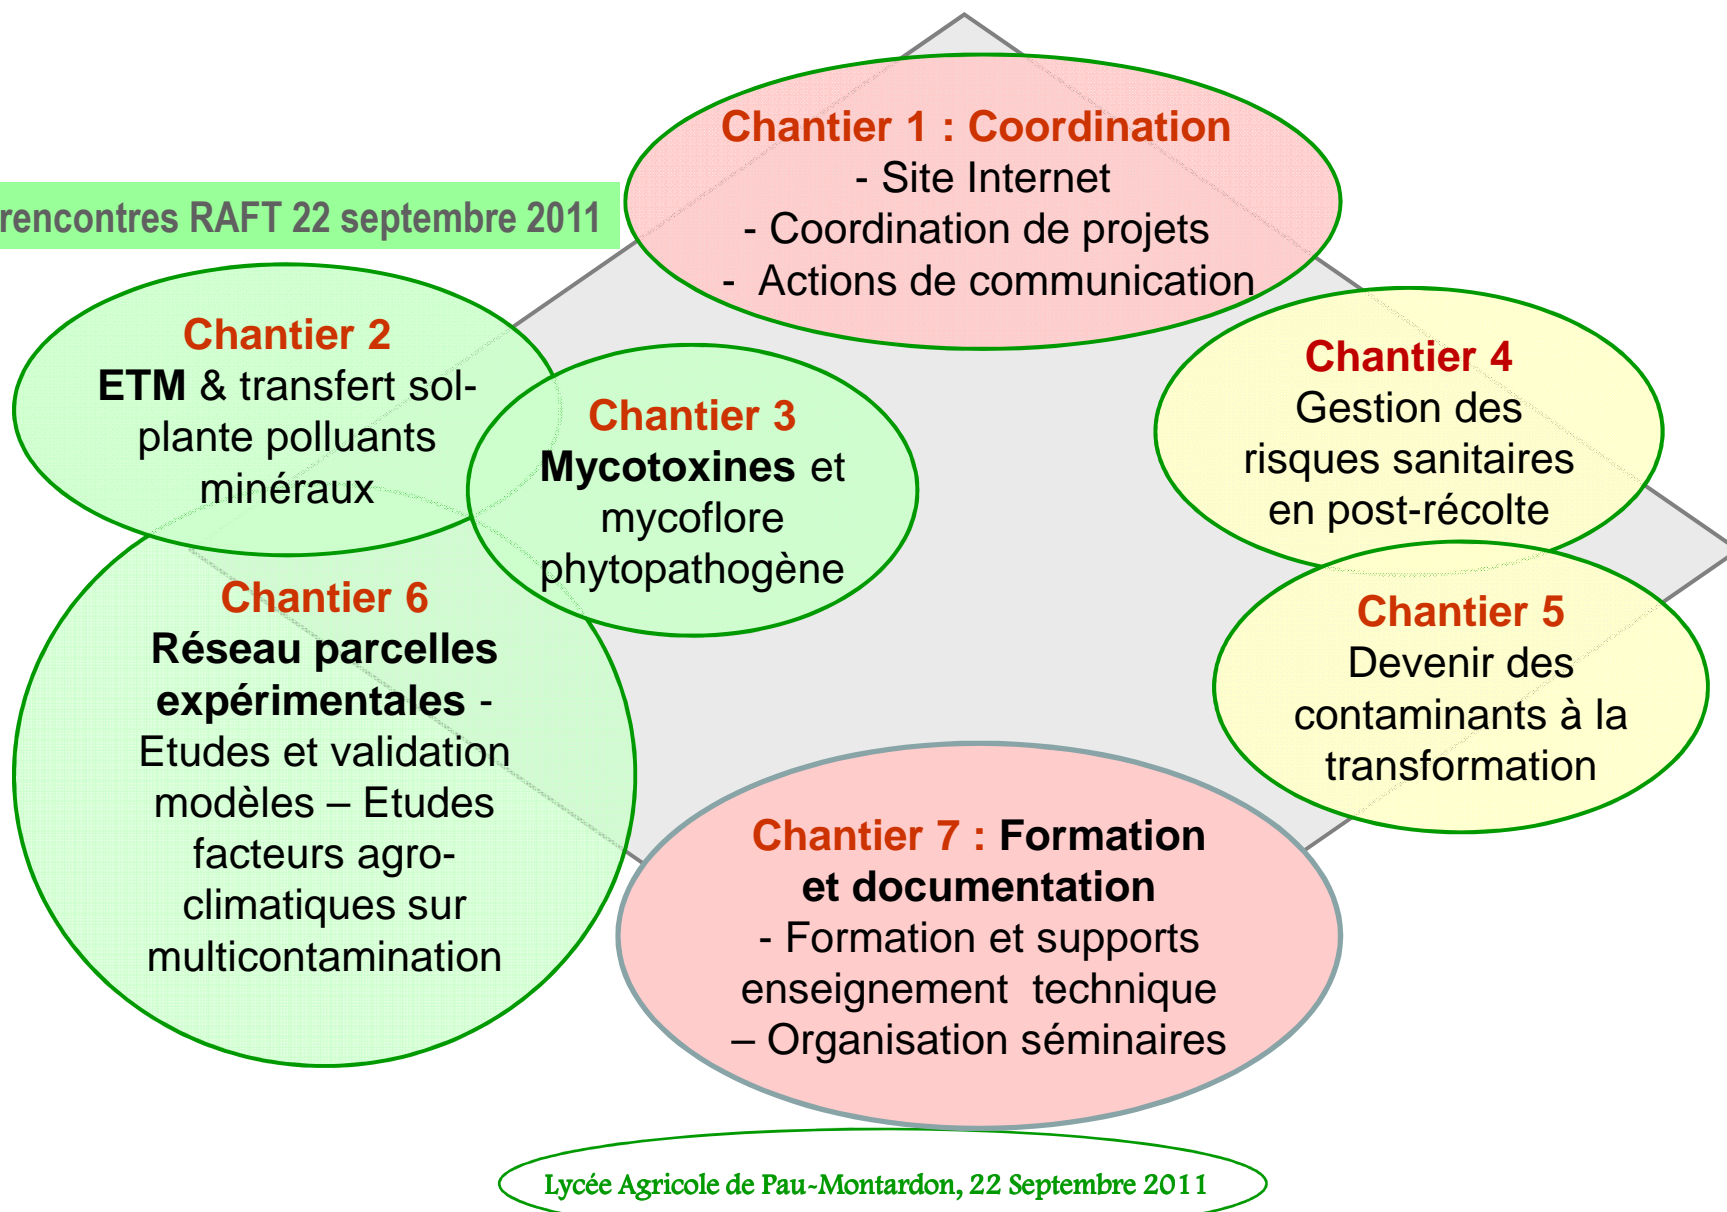 Chantier 1 : Coordination
- Site Internet
- Coordination de projets
- Actions de communication
rencontres RAFT 22 septembre 2011
Chantier 2
ETM & transfert sol-
plante polluants
minéraux
Chantier 3
Mycotoxines et
mycoflore
phytopathogène
Chantier 4
Gestion des
risques sanitaires
en post-récolte
Chantier 5
Devenir des
contaminants à la
transformation
Chantier 6
Réseau parcelles
expérimentales -
Etudes et validation
modèles – Etudes
facteurs agro-
climatiques sur
multicontamination
Chantier 7 : Formation
et documentation
- Formation et supports
enseignement technique
– Organisation séminaires
Lycée Agricole de Pau-Montardon, 22 Septembre 2011